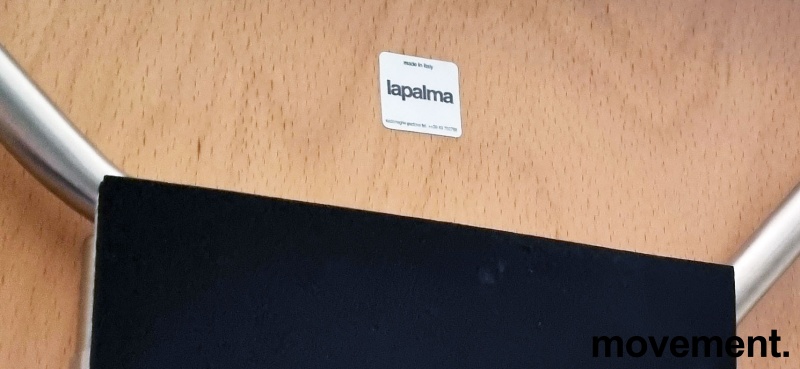 made in italy
lapalma
movement.